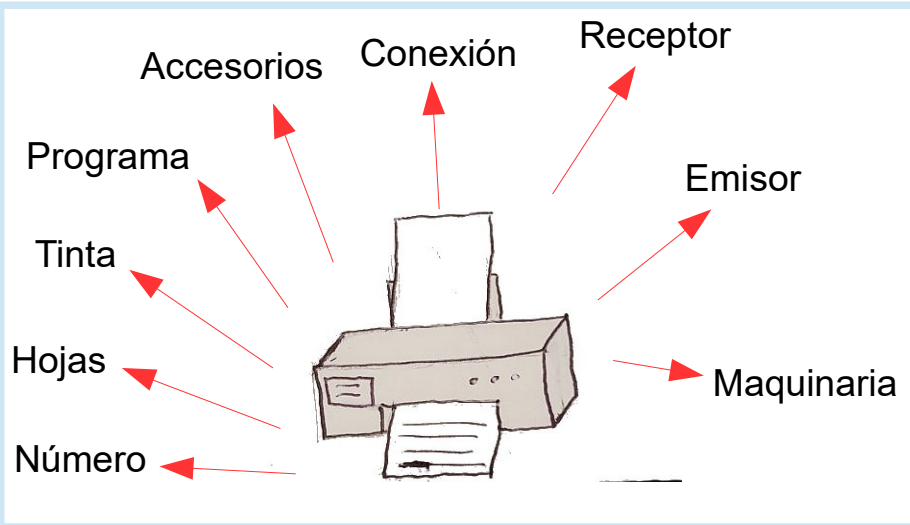 Receptor
Conexión
Accesorios
Programa
Emisor
Tinta
Hojas
Maquinaria
Número